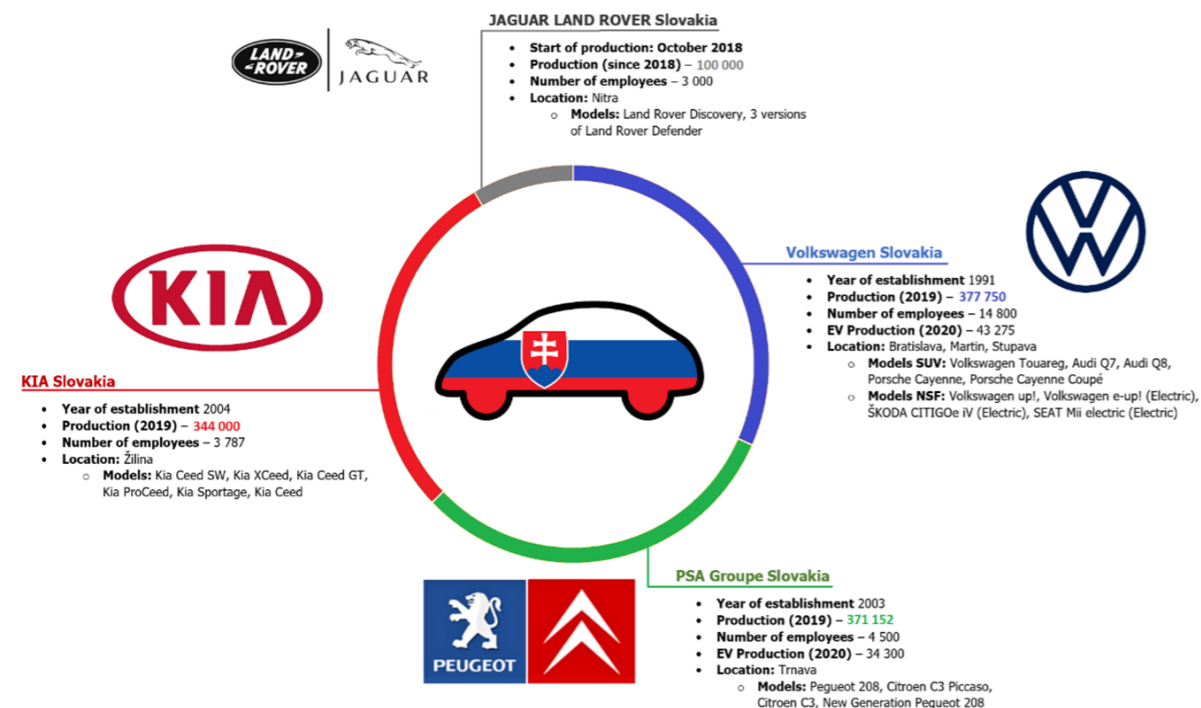 JAGUAR LAND ROVER Slovakia
LAND-
-ROVER
JAGUAR
• Start of production: October 2018
• Production (since 2018) – 100 000
• Number of employees – 3 000
• Location: Nitra
o Models: Land Rover Discovery, 3 versions
of Land Rover Defender
Volkswagen Slovakia
• Year of establishment 1991
• Production (2019) – 377 750
• Number of employees – 14 800
• EV Production (2020) – 43 275
• Location: Bratislava, Martin, Stupava
o Models SUV: Volkswagen Touareg, Audi Q7, Audi Q8,
Porsche Cayenne, Porsche Cayenne Coupé
o Models NSF: Volkswagen up!, Volkswagen e-up! (Electric),
ŠKODA CITIGOe iV (Electric), SEAT Mii electric (Electric)
KIA
KIA Slovakia
• Year of establishment 2004
• Production (2019) – 344 000
• Number of employees – 3 787
• Location: Žilina
o Models: Kia Ceed SW, Kia XCeed, Kia Ceed GT,
Kia ProCeed, Kia Sportage, Kia Ceed
PEUGEOT
PSA Groupe Slovakia
• Year of establishment 2003
• Production (2019) – 371 152
• Number of employees – 4 500
• EV Production (2020) – 34 300
• Location: Trnava
o Models: Pegueot 208, Citroen C3 Piccaso,
Citroen C3, New Generation Pequeot 208